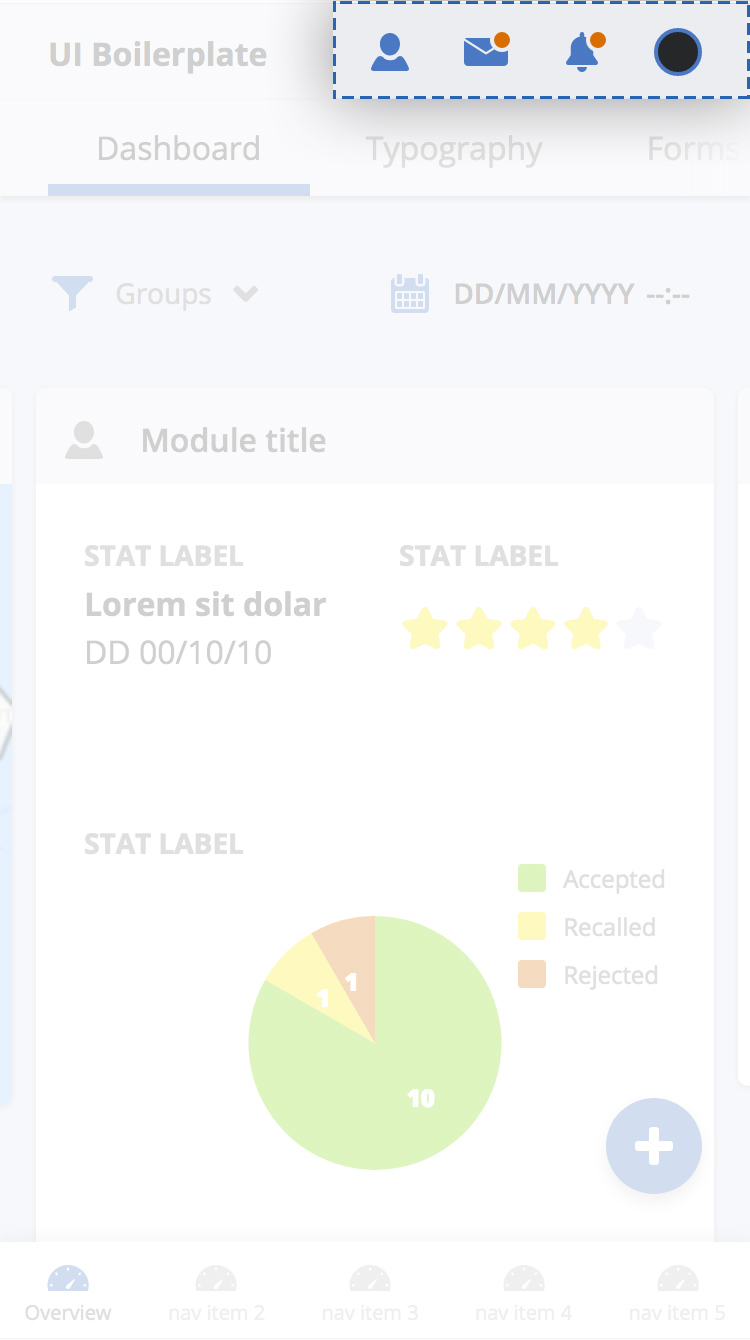 UI Boilerplate
Dashboard Typography Forms
Groups DD/MM/YYYY --:--
Module title
STAT LABEL STAT LABEL
Lorem sit dolar
DD 00/10/10
STAT LABEL
Accepted
Recalled
Rejected
1
1
10
Overview nav item 2 nav item 3 nav item 4 nav item 5